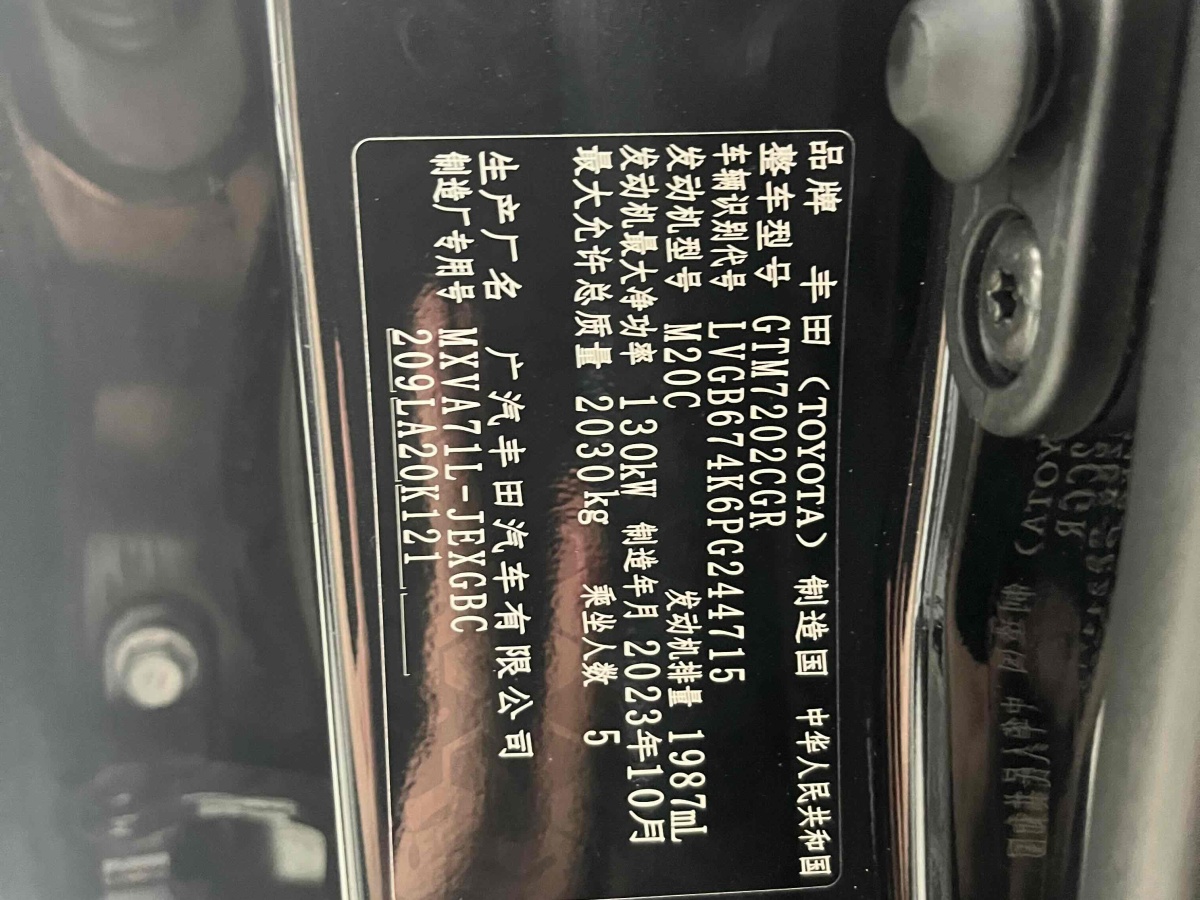 品牌 丰田 (TOYOTA) 制造国 中华人民共和国
整车型号 GTM7202CGR
车辆识别代号 LVGB674K6PG244715
发动机型号 M20C 发动机排量 1987mL
发动机最大净功率 130kW 制造年月 2023年10月
最大允许总质量 2030kg 乘坐人数 5
生产厂名 广汽丰田汽车有限公司
制造厂专用号 MXVA71L-JEXGBC
209LA20K121